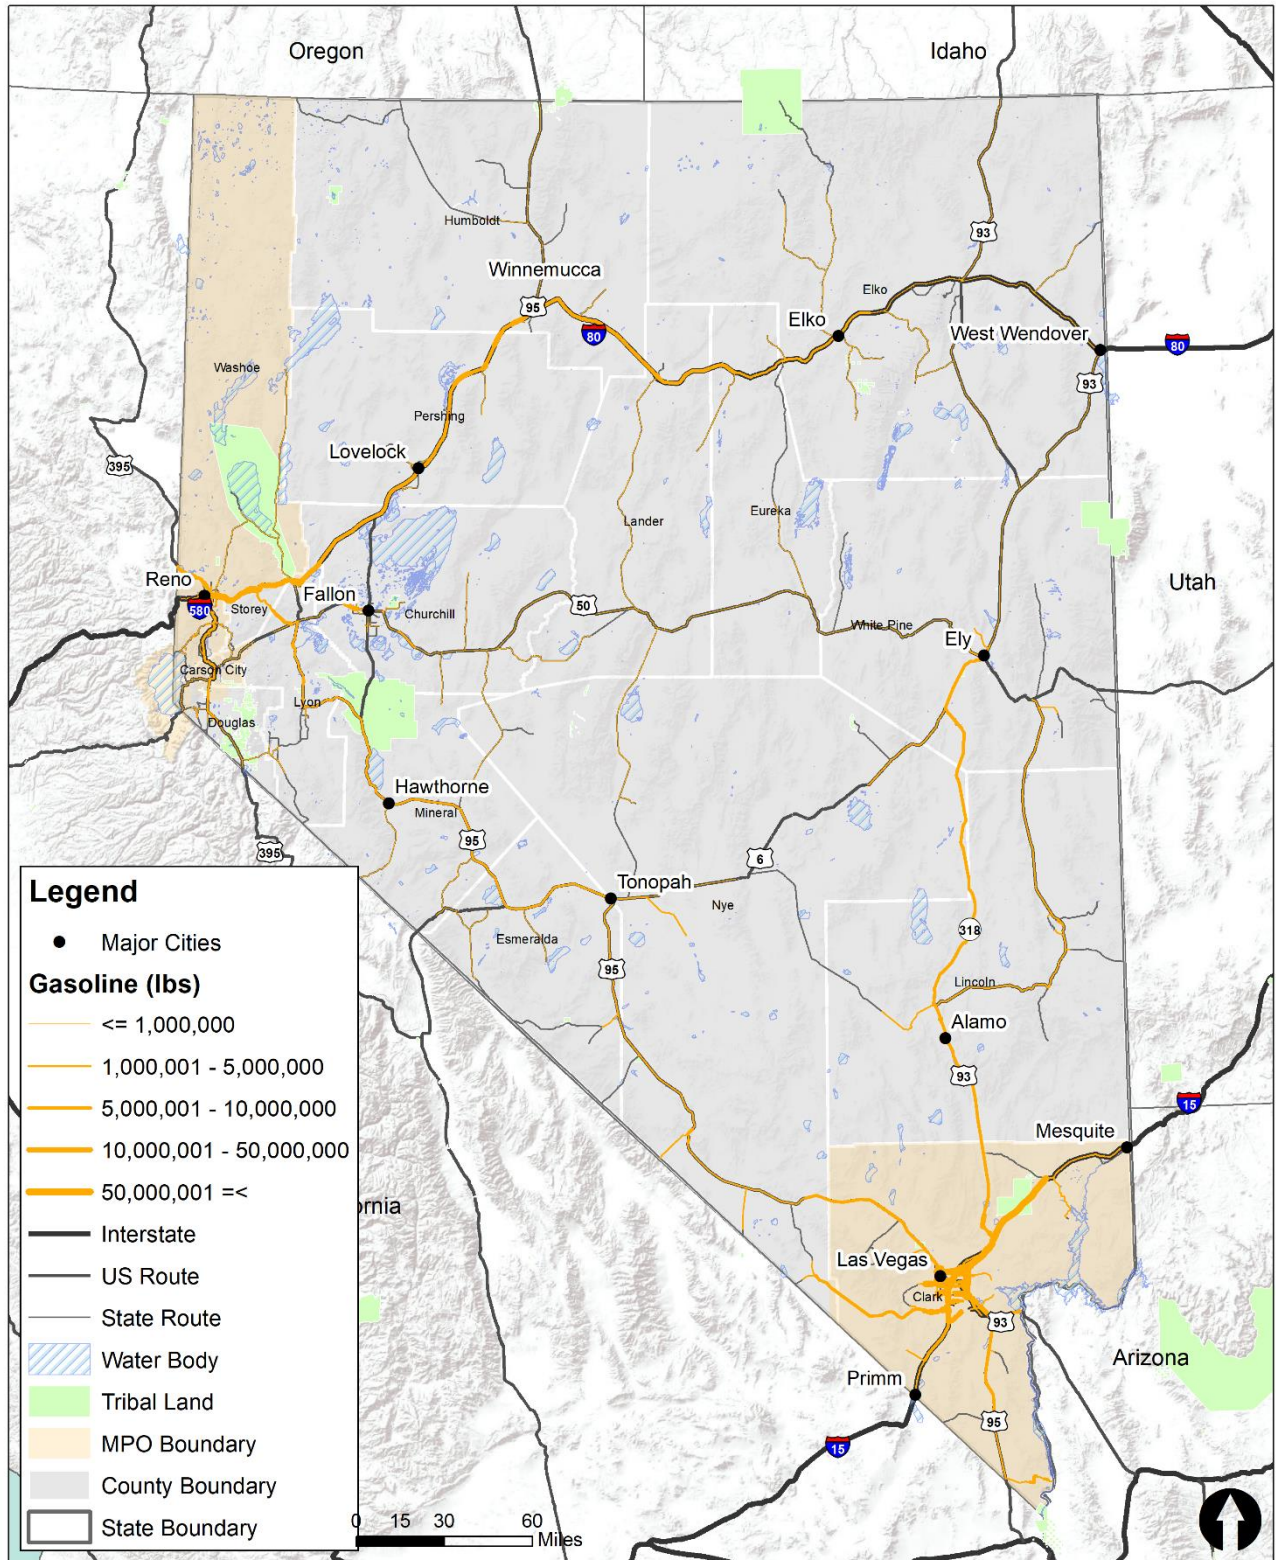 Oregon
Idaho
Humboldt
93
Winnemucca
95
Elko
Elko
80
West Wendover
80
93
Washoe
Pershing
Lovelock
395
Lander
Eureka
Reno
580
Storey
Fallon
Churchill
50
White Pine
Ely
Utah
Carson City
Lyon
Douglas
Hawthorne
Mineral
95
395
6
Tonopah
Nye
Esmeralda
95
318
Lincoln
Alamo
93
15
Mesquite
Las Vegas
Clark
93
Primm
Arizona
95
15
ornia
Legend
Major Cities
Gasoline (lbs)
<= 1,000,000
1,000,001 - 5,000,000
5,000,001 - 10,000,000
10,000,001 - 50,000,000
50,000,001 =<
Interstate
US Route
State Route
Water Body
Tribal Land
MPO Boundary
County Boundary
State Boundary
0 15 30 60
Miles